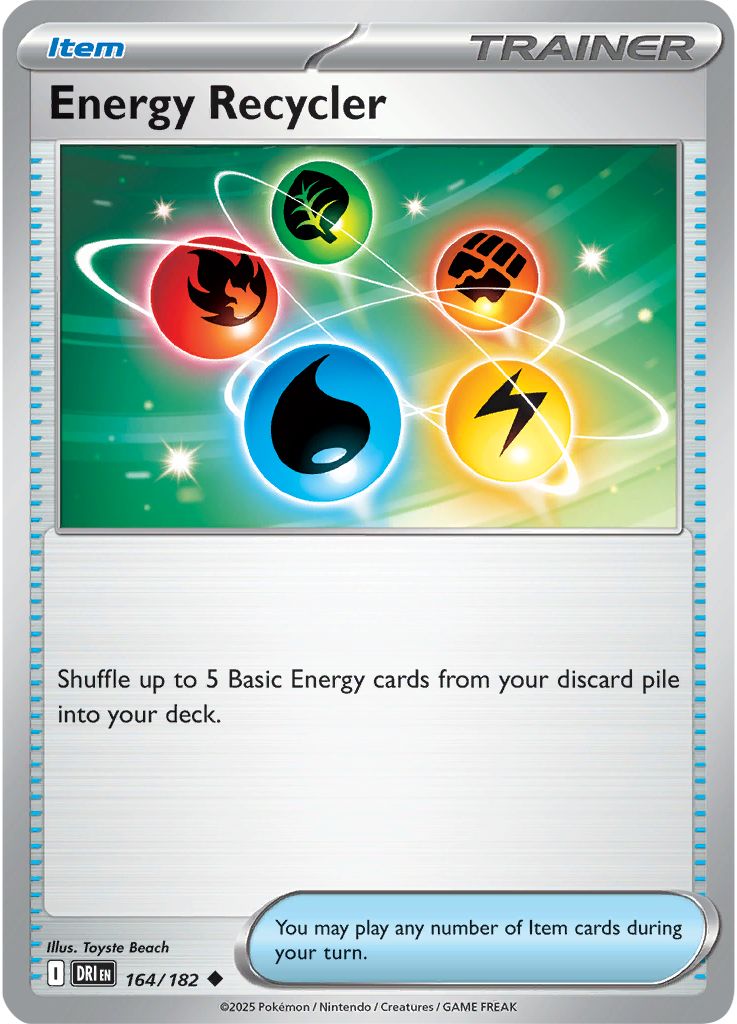 Item
TRAINER
Energy Recycler
Shuffle up to 5 Basic Energy cards from your discard pile
into your deck.
You may play any number of Item cards during
your turn.
Illus. Toyste Beach
I DRI EN 164/182
©2025 Pokémon / Nintendo / Creatures / GAME FREAK